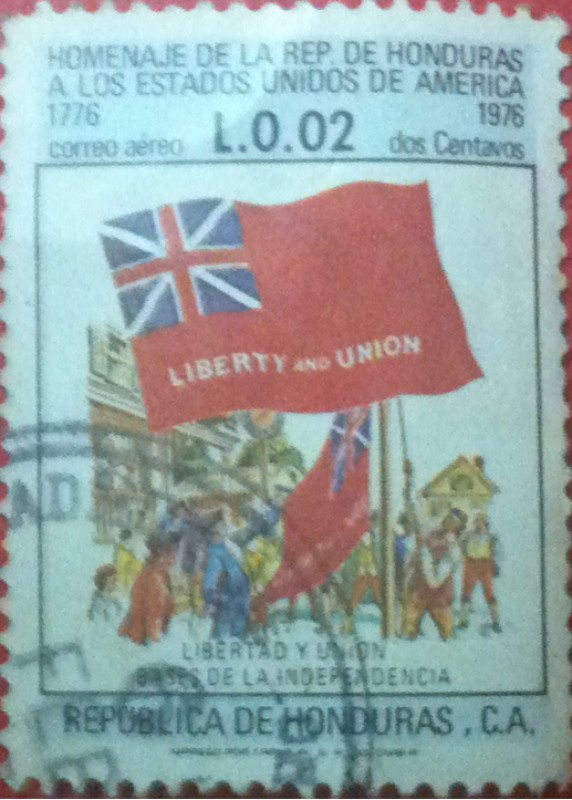 HOMENAJE DE LA REP. DE HONDURAS
A LOS ESTADOS UNIDOS DE AMERICA
1776 1976
correo aéreo L.0.02 dos Centavos
LIBERTY AND UNION
LIBERTAD Y UNION
BASES DE LA INDEPENDENCIA
REPÚBLICA DE HONDURAS, C.A.